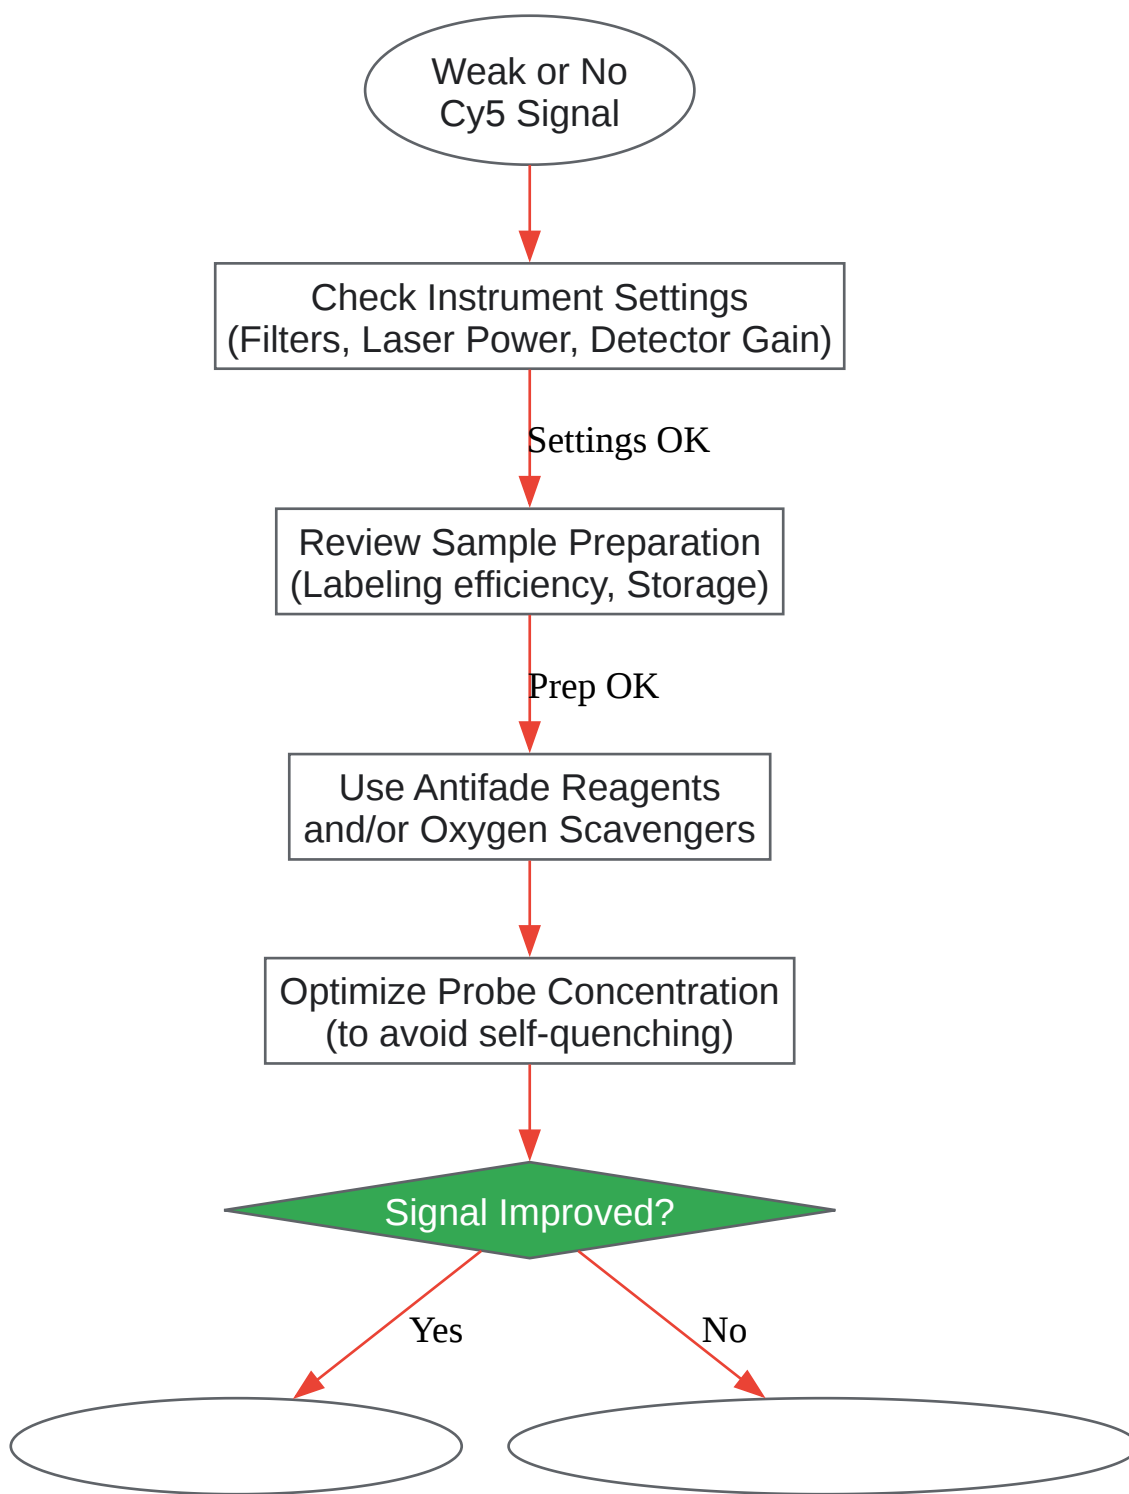 Weak or No
Cy5 Signal
Check Instrument Settings
(Filters, Laser Power, Detector Gain)
Settings OK
Review Sample Preparation
(Labeling efficiency, Storage)
Prep OK
Use Antifade Reagents
and/or Oxygen Scavengers
Optimize Probe Concentration
(to avoid self-quenching)
Signal Improved?
Yes
No